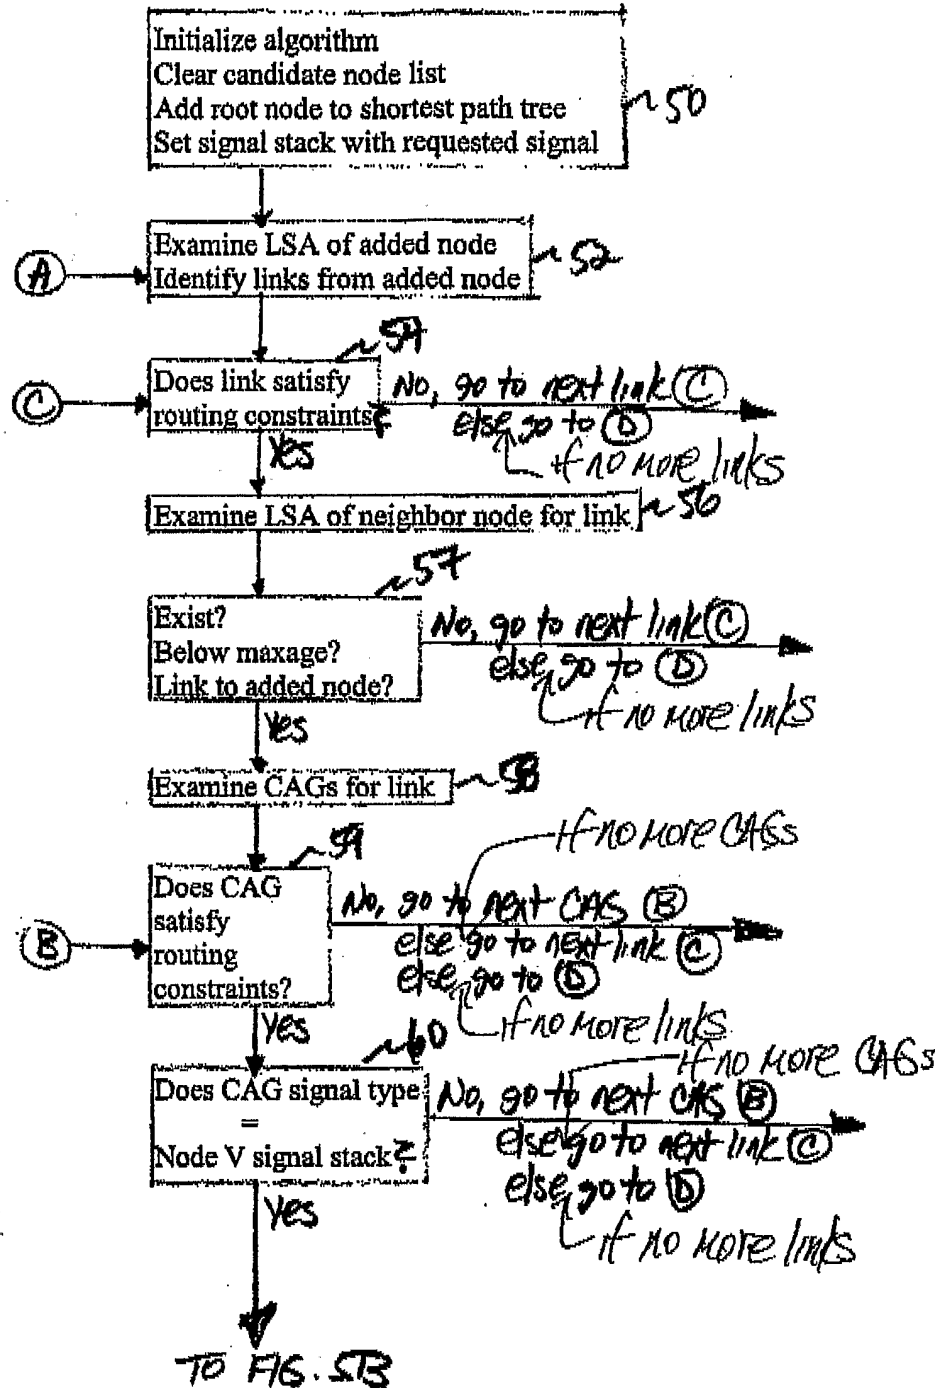 Initialize algorithm
Clear candidate node list
Add root node to shortest path tree
Set signal stack with requested signal
50
Examine LSA of added node
Identify links from added node
52
A
54
Does link satisfy
routing constraints?
C
No, go to next link C
else go to D
if no more links
Yes
Examine LSA of neighbor node for link
56
57
Exist?
Below maxage?
Link to added node?
No, go to next link C
else go to D
if no more links
Yes
Examine CAGs for link
58
59
if no more CAGs
Does CAG
satisfy
routing
constraints?
B
No, go to next CAG B
else go to next link C
else go to D
if no more links
Yes
60
if no more CAGs
Does CAG signal type
=
Node V signal stack?
No, go to next CAG B
else go to next link C
else go to D
if no more links
Yes
TO FIG. 5B